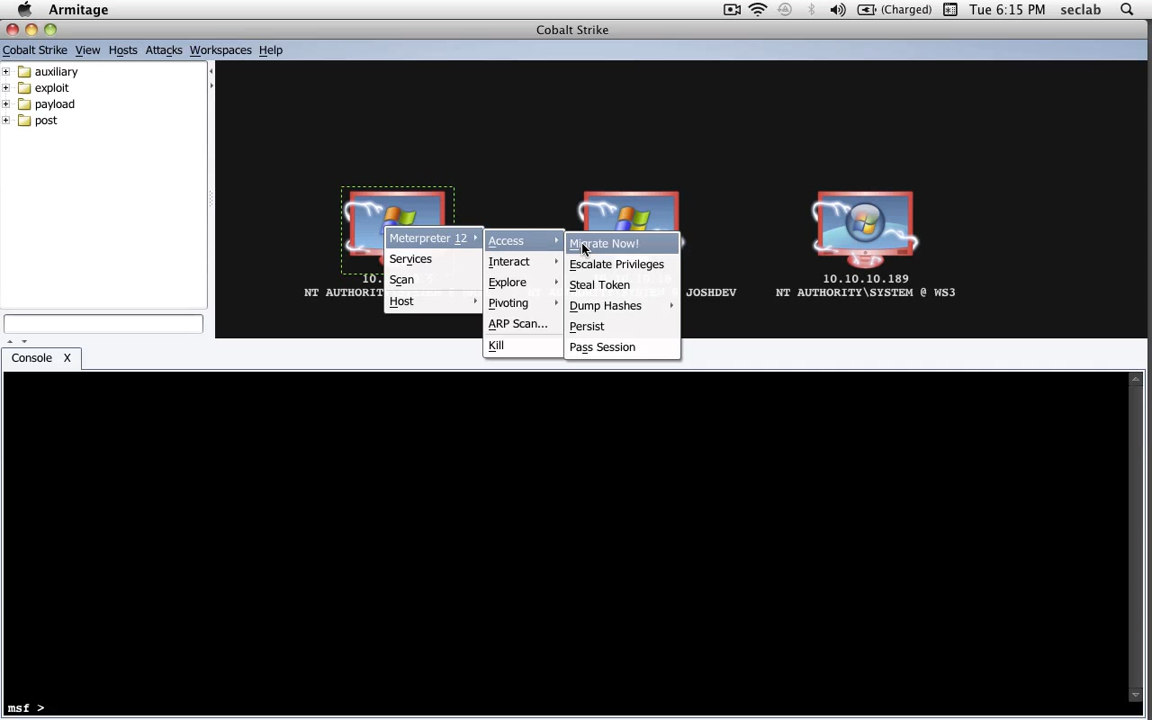 Armitage
(Charged) Tue 6:15 PM seclab
Cobalt Strike
Cobalt Strike View Hosts Attacks Workspaces Help
auxiliary
exploit
payload
post
Meterpreter 12
Services
Scan
Host
Access
Interact
Explore
Pivoting
ARP Scan...
Kill
Migrate Now!
Escalate Privileges
Steal Token
Dump Hashes
Persist
Pass Session
10.
NT AUTHORIT
JOSHDEV
10.10.10.189
NT AUTHORITY\SYSTEM @ WS3
Console X
msf >